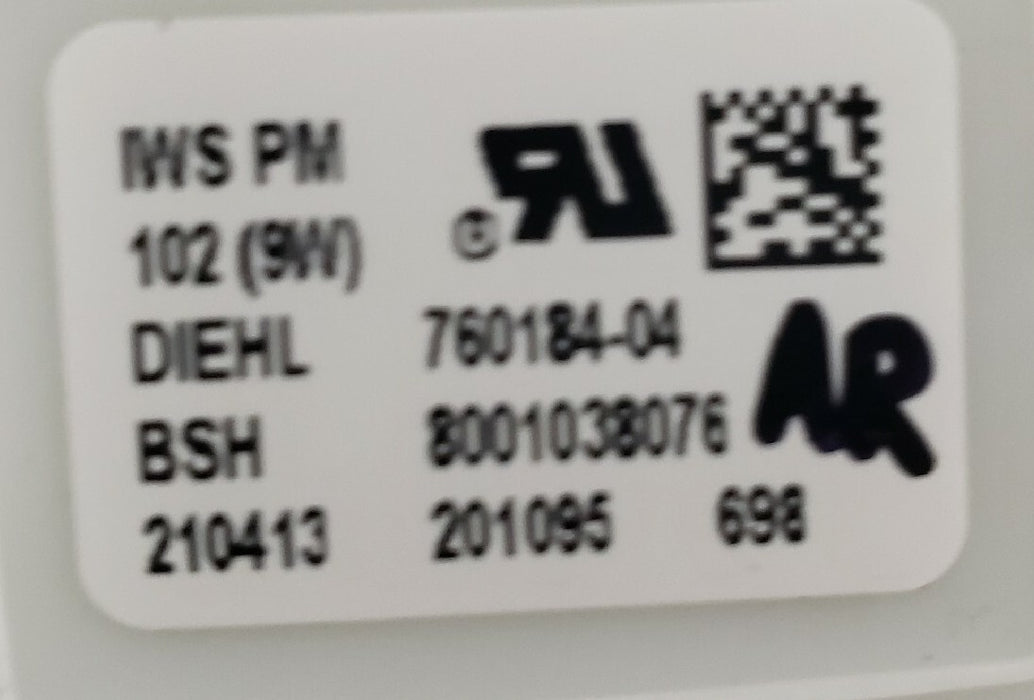 IWS PM
102 (9W)
DIEHL 760184-04
BSH 8001038076
210413 201095 698
AR